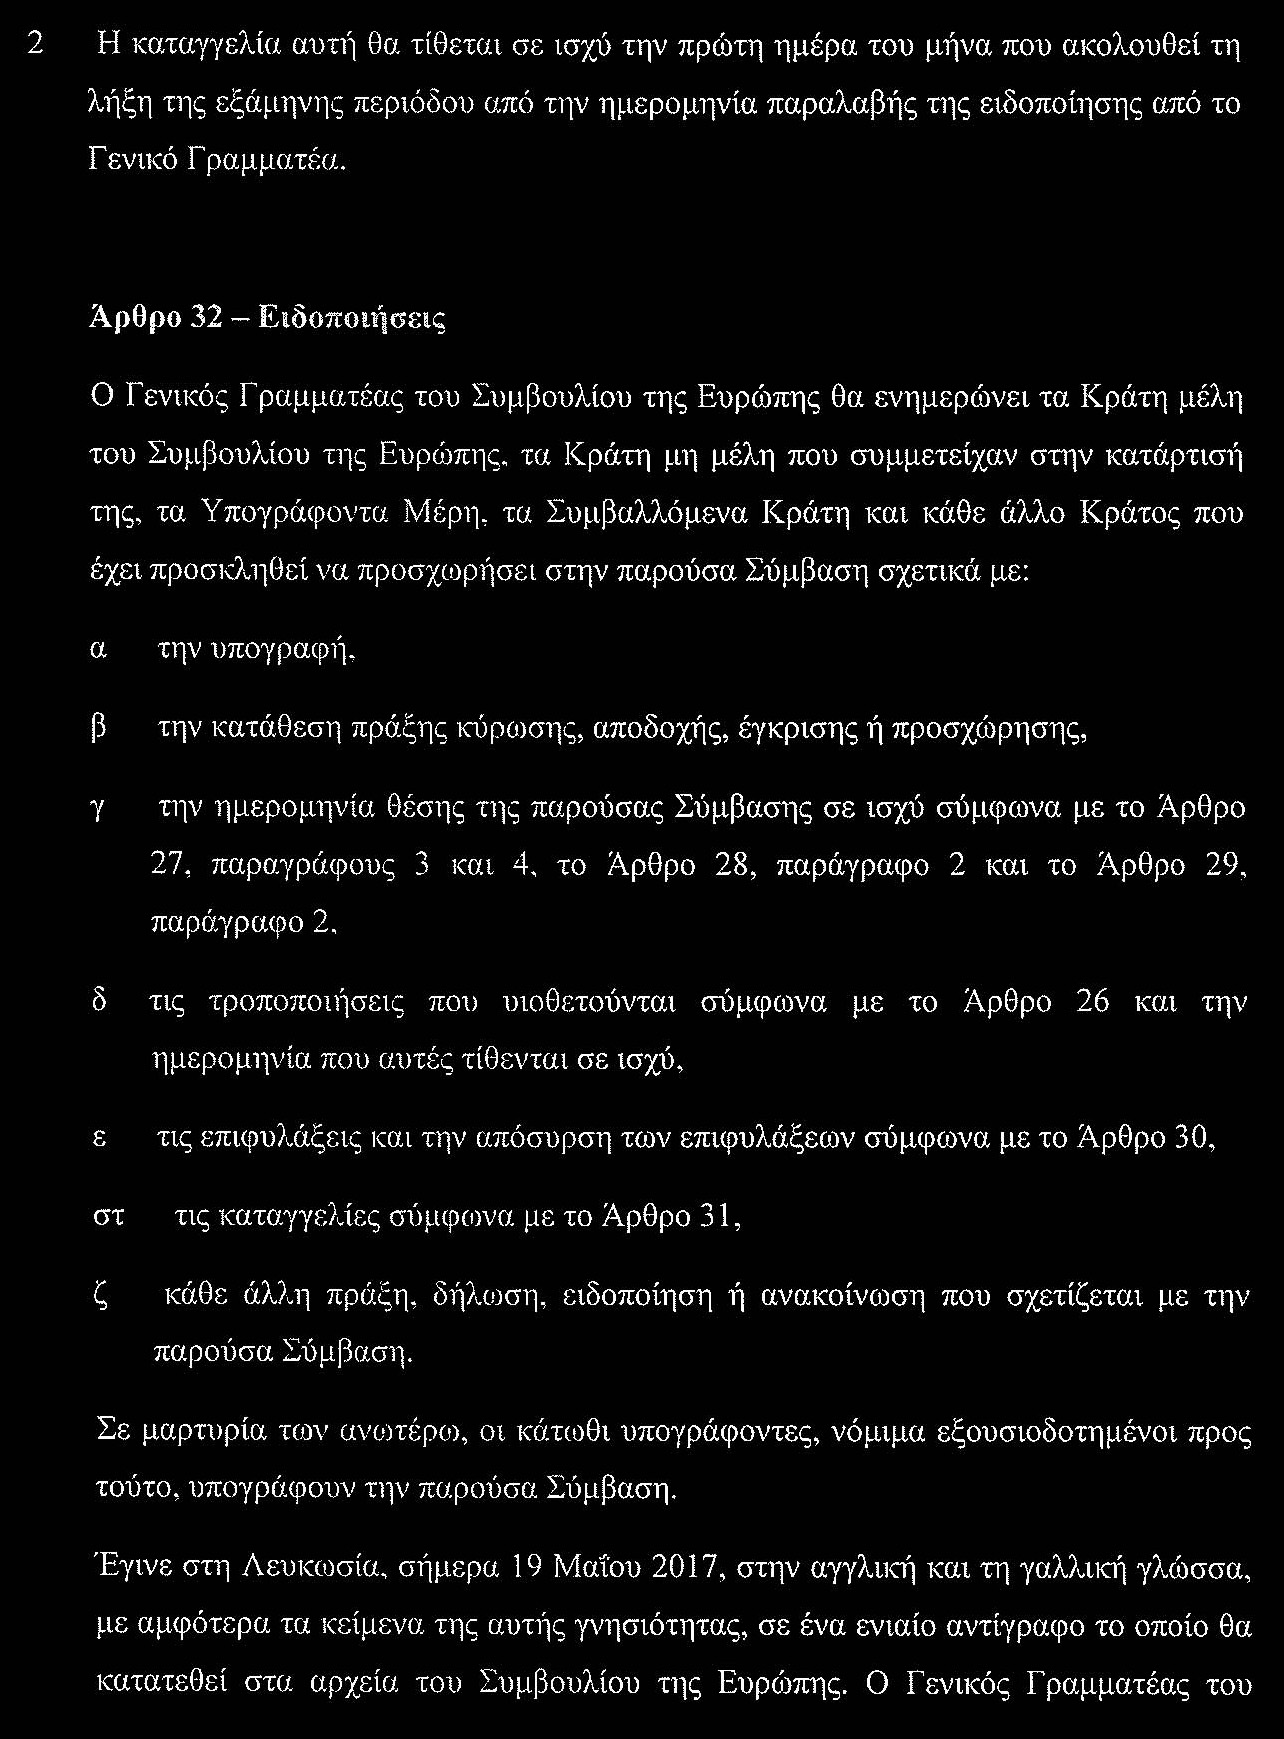 2 Η καταγγελία αυτή θα τίθεται σε ισχύ την πρώτη ημέρα του μήνα που ακολουθεί τη
λήξη της εξάμηνης περιόδου από την ημερομηνία παραλαβής της ειδοποίησης από το
Γενικό Γραμματέα.
Άρθρο 32 – Ειδοποιήσεις
Ο Γενικός Γραμματέας του Συμβουλίου της Ευρώπης θα ενημερώνει τα Κράτη μέλη
του Συμβουλίου της Ευρώπης, τα Κράτη μη μέλη που συμμετείχαν στην κατάρτισή
της, τα Υπογράφοντα Μέρη, τα Συμβαλλόμενα Κράτη και κάθε άλλο Κράτος που
έχει προσκληθεί να προσχωρήσει στην παρούσα Σύμβαση σχετικά με:
α την υπογραφή,
β την κατάθεση πράξης κύρωσης, αποδοχής, έγκρισης ή προσχώρησης,
γ την ημερομηνία θέσης της παρούσας Σύμβασης σε ισχύ σύμφωνα με το Άρθρο
27, παραγράφους 3 και 4, το Άρθρο 28, παράγραφο 2 και το Άρθρο 29,
παράγραφο 2,
δ τις τροποποιήσεις που υιοθετούνται σύμφωνα με το Άρθρο 26 και την
ημερομηνία που αυτές τίθενται σε ισχύ,
ε τις επιφυλάξεις και την απόσυρση των επιφυλάξεων σύμφωνα με το Άρθρο 30,
στ τις καταγγελίες σύμφωνα με το Άρθρο 31,
ζ κάθε άλλη πράξη, δήλωση, ειδοποίηση ή ανακοίνωση που σχετίζεται με την
παρούσα Σύμβαση.
Σε μαρτυρία των ανωτέρω, οι κάτωθι υπογράφοντες, νόμιμα εξουσιοδοτημένοι προς
τούτο, υπογράφουν την παρούσα Σύμβαση.
Έγινε στη Λευκωσία, σήμερα 19 Μαΐου 2017, στην αγγλική και τη γαλλική γλώσσα,
με αμφότερα τα κείμενα της αυτής γνησιότητας, σε ένα ενιαίο αντίγραφο το οποίο θα
κατατεθεί στα αρχεία του Συμβουλίου της Ευρώπης. Ο Γενικός Γραμματέας του